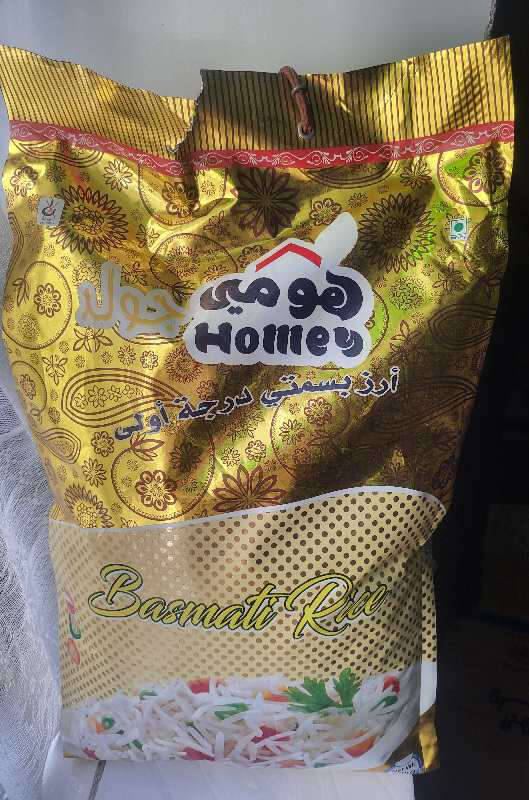 هومي جولد
Homey
أرز بسمتي درجة أولى
Basmati Rice